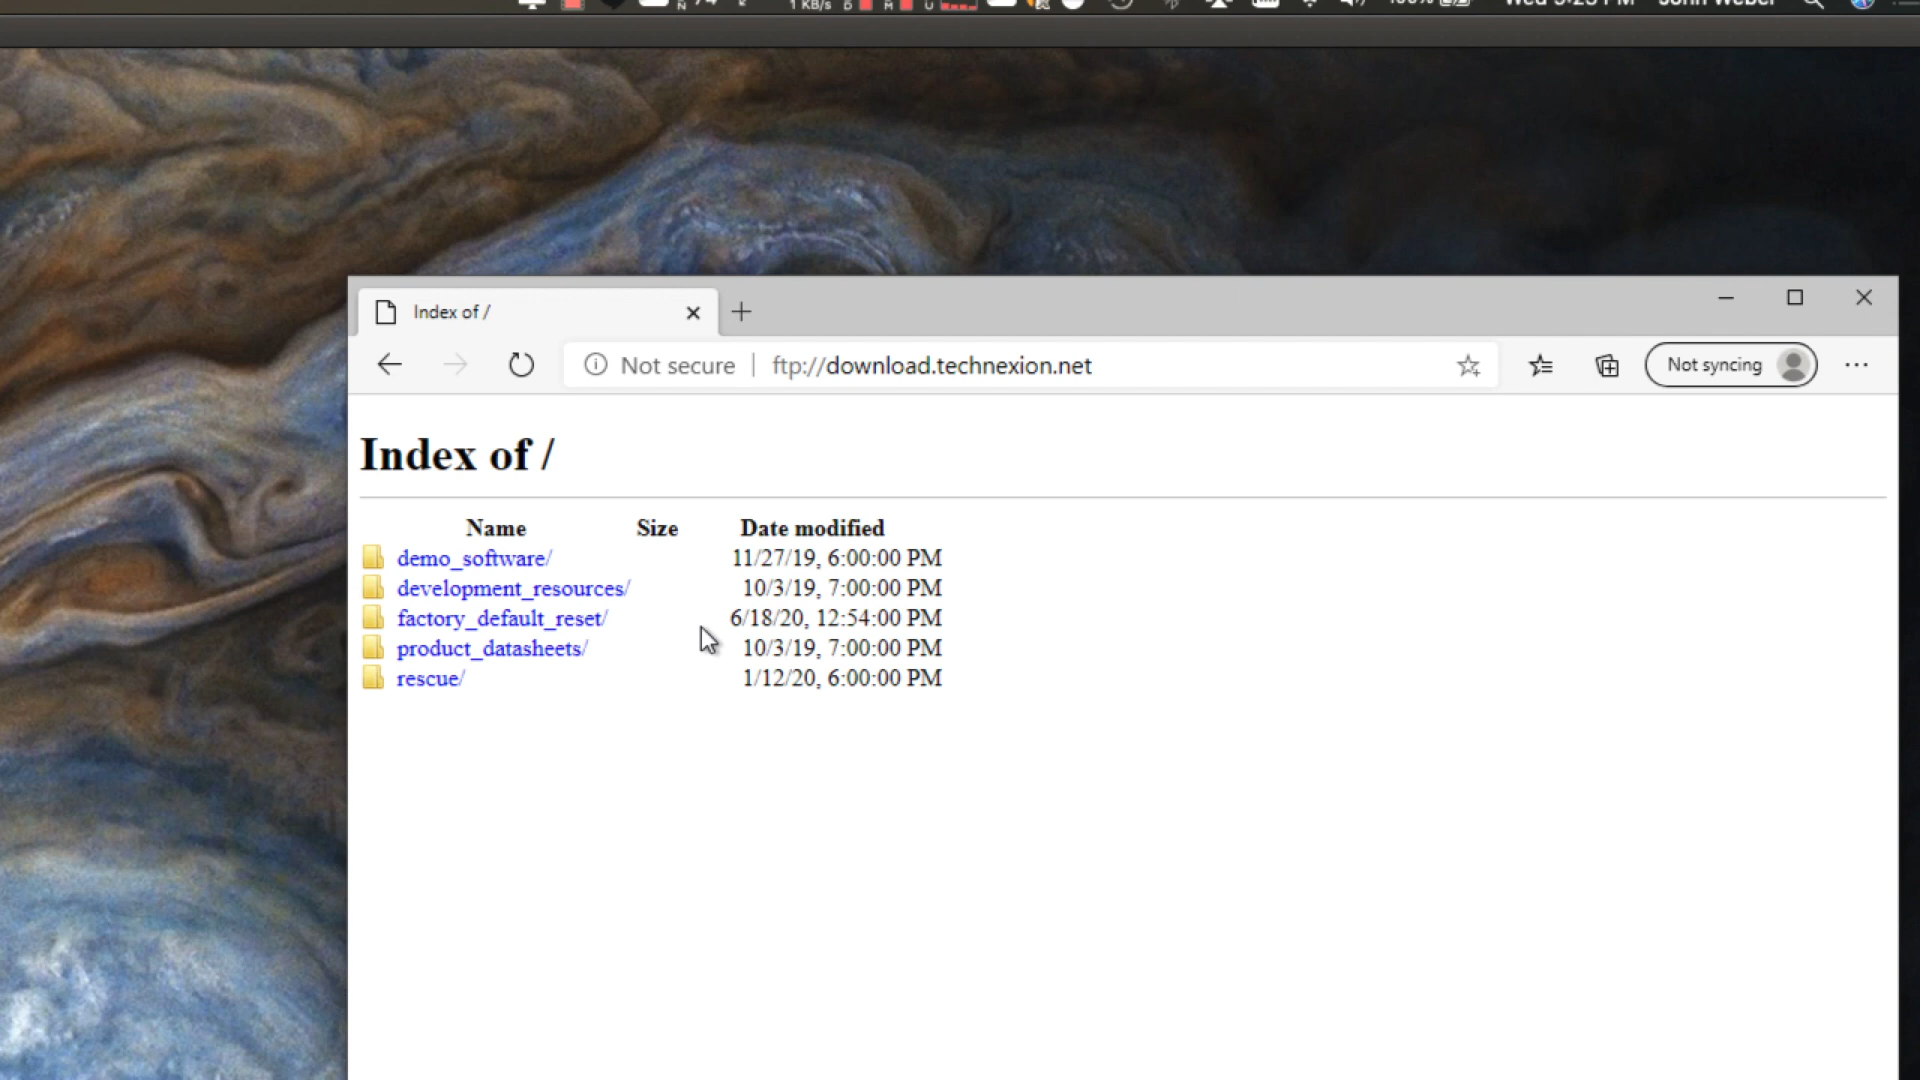 1 KB/s
Index of /
Not secure
ftp://download.technexion.net
Not syncing
Index of /
Name Size Date modified
demo_software/ 11/27/19, 6:00:00 PM
development_resources/ 10/3/19, 7:00:00 PM
factory_default_reset/ 6/18/20, 12:54:00 PM
product_datasheets/ 10/3/19, 7:00:00 PM
rescue/ 1/12/20, 6:00:00 PM